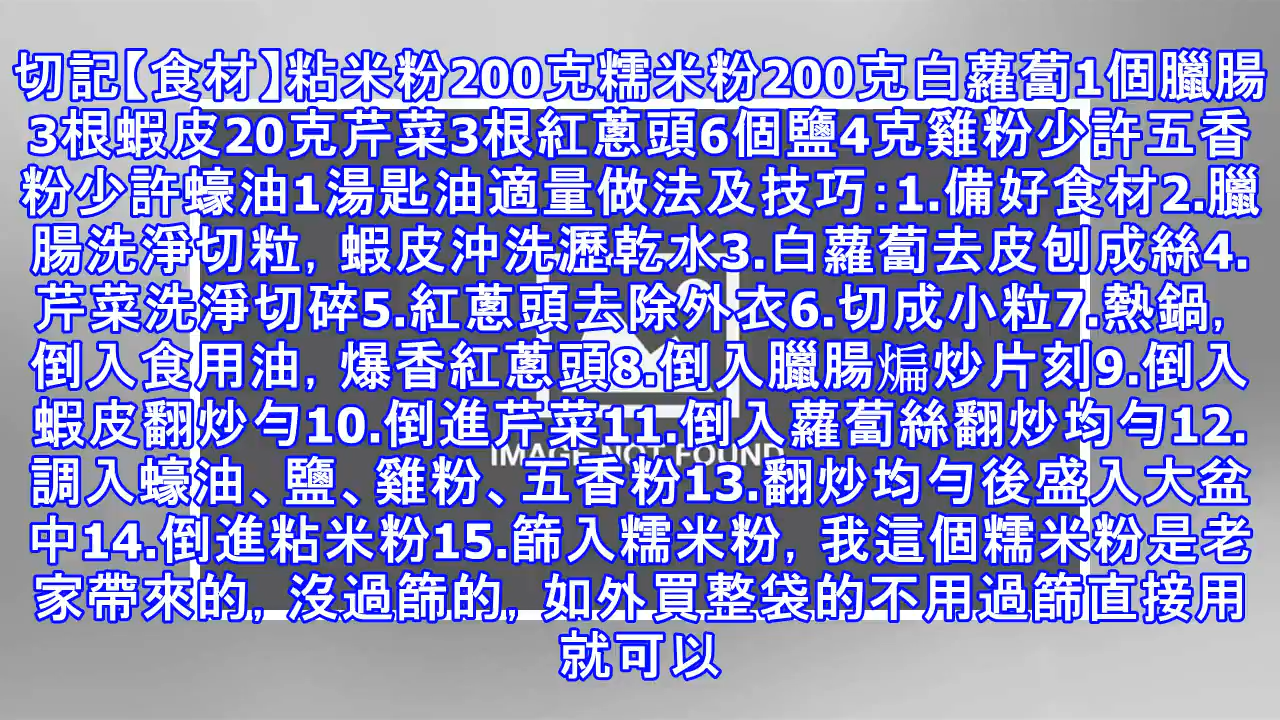 切記【食材】粘米粉200克糯米粉200克白蘿蔔1個臘腸
3根蝦皮20克芹菜3根紅蔥頭6個鹽4克雞粉少許五香
粉少許蠔油1湯匙油適量做法及技巧:1.備好食材2.臘
腸洗淨切粒, 蝦皮沖洗瀝乾水3.白蘿蔔去皮刨成絲4.
芹菜洗淨切碎5.紅蔥頭去除外衣6.切成小粒7.熱鍋,
倒入食用油, 爆香紅蔥頭8.倒入臘腸煸炒片刻9.倒入
蝦皮翻炒勻10.倒進芹菜11.倒入蘿蔔絲翻炒均勻12.
調入蠔油、鹽、雞粉、五香粉13.翻炒均勻後盛入大盆
中14.倒進粘米粉15.篩入糯米粉, 我這個糯米粉是老
家帶來的, 沒過篩的, 如外買整袋的不用過篩直接用
就可以
IMAGE NOT FOUND